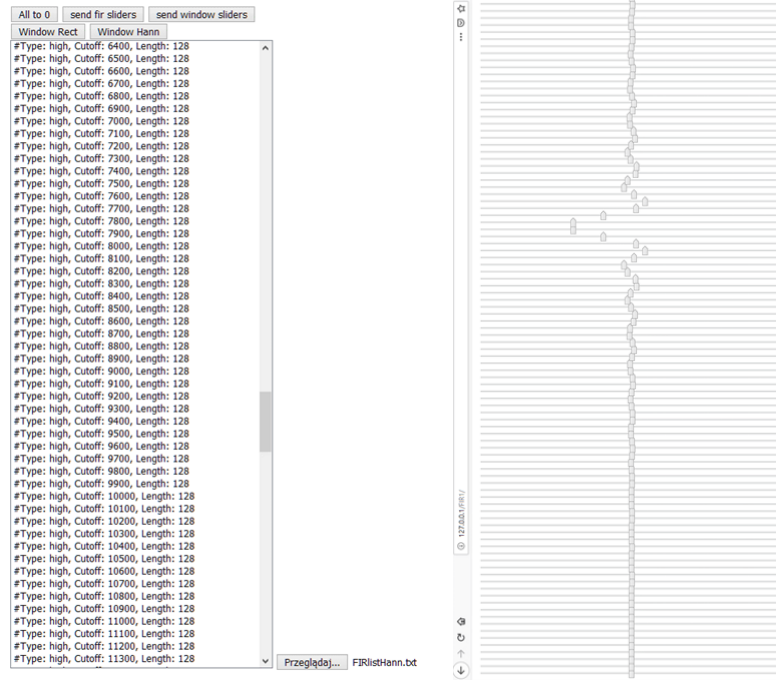 All to 0 send fir sliders send window sliders
Window Rect Window Hann
#Type: high, Cutoff: 6400, Length: 128
#Type: high, Cutoff: 6500, Length: 128
#Type: high, Cutoff: 6600, Length: 128
#Type: high, Cutoff: 6700, Length: 128
#Type: high, Cutoff: 6800, Length: 128
#Type: high, Cutoff: 6900, Length: 128
#Type: high, Cutoff: 7000, Length: 128
#Type: high, Cutoff: 7100, Length: 128
#Type: high, Cutoff: 7200, Length: 128
#Type: high, Cutoff: 7300, Length: 128
#Type: high, Cutoff: 7400, Length: 128
#Type: high, Cutoff: 7500, Length: 128
#Type: high, Cutoff: 7600, Length: 128
#Type: high, Cutoff: 7700, Length: 128
#Type: high, Cutoff: 7800, Length: 128
#Type: high, Cutoff: 7900, Length: 128
#Type: high, Cutoff: 8000, Length: 128
#Type: high, Cutoff: 8100, Length: 128
#Type: high, Cutoff: 8200, Length: 128
#Type: high, Cutoff: 8300, Length: 128
#Type: high, Cutoff: 8400, Length: 128
#Type: high, Cutoff: 8500, Length: 128
#Type: high, Cutoff: 8600, Length: 128
#Type: high, Cutoff: 8700, Length: 128
#Type: high, Cutoff: 8800, Length: 128
#Type: high, Cutoff: 8900, Length: 128
#Type: high, Cutoff: 9000, Length: 128
#Type: high, Cutoff: 9100, Length: 128
#Type: high, Cutoff: 9200, Length: 128
#Type: high, Cutoff: 9300, Length: 128
#Type: high, Cutoff: 9400, Length: 128
#Type: high, Cutoff: 9500, Length: 128
#Type: high, Cutoff: 9600, Length: 128
#Type: high, Cutoff: 9700, Length: 128
#Type: high, Cutoff: 9800, Length: 128
#Type: high, Cutoff: 9900, Length: 128
#Type: high, Cutoff: 10000, Length: 128
#Type: high, Cutoff: 10100, Length: 128
#Type: high, Cutoff: 10200, Length: 128
#Type: high, Cutoff: 10300, Length: 128
#Type: high, Cutoff: 10400, Length: 128
#Type: high, Cutoff: 10500, Length: 128
#Type: high, Cutoff: 10600, Length: 128
#Type: high, Cutoff: 10700, Length: 128
#Type: high, Cutoff: 10800, Length: 128
#Type: high, Cutoff: 10900, Length: 128
#Type: high, Cutoff: 11000, Length: 128
#Type: high, Cutoff: 11100, Length: 128
#Type: high, Cutoff: 11200, Length: 128
#Type: high, Cutoff: 11300, Length: 128
Przeglądaj... FIRlistHann.txt
127.0.0.1/FIR1/